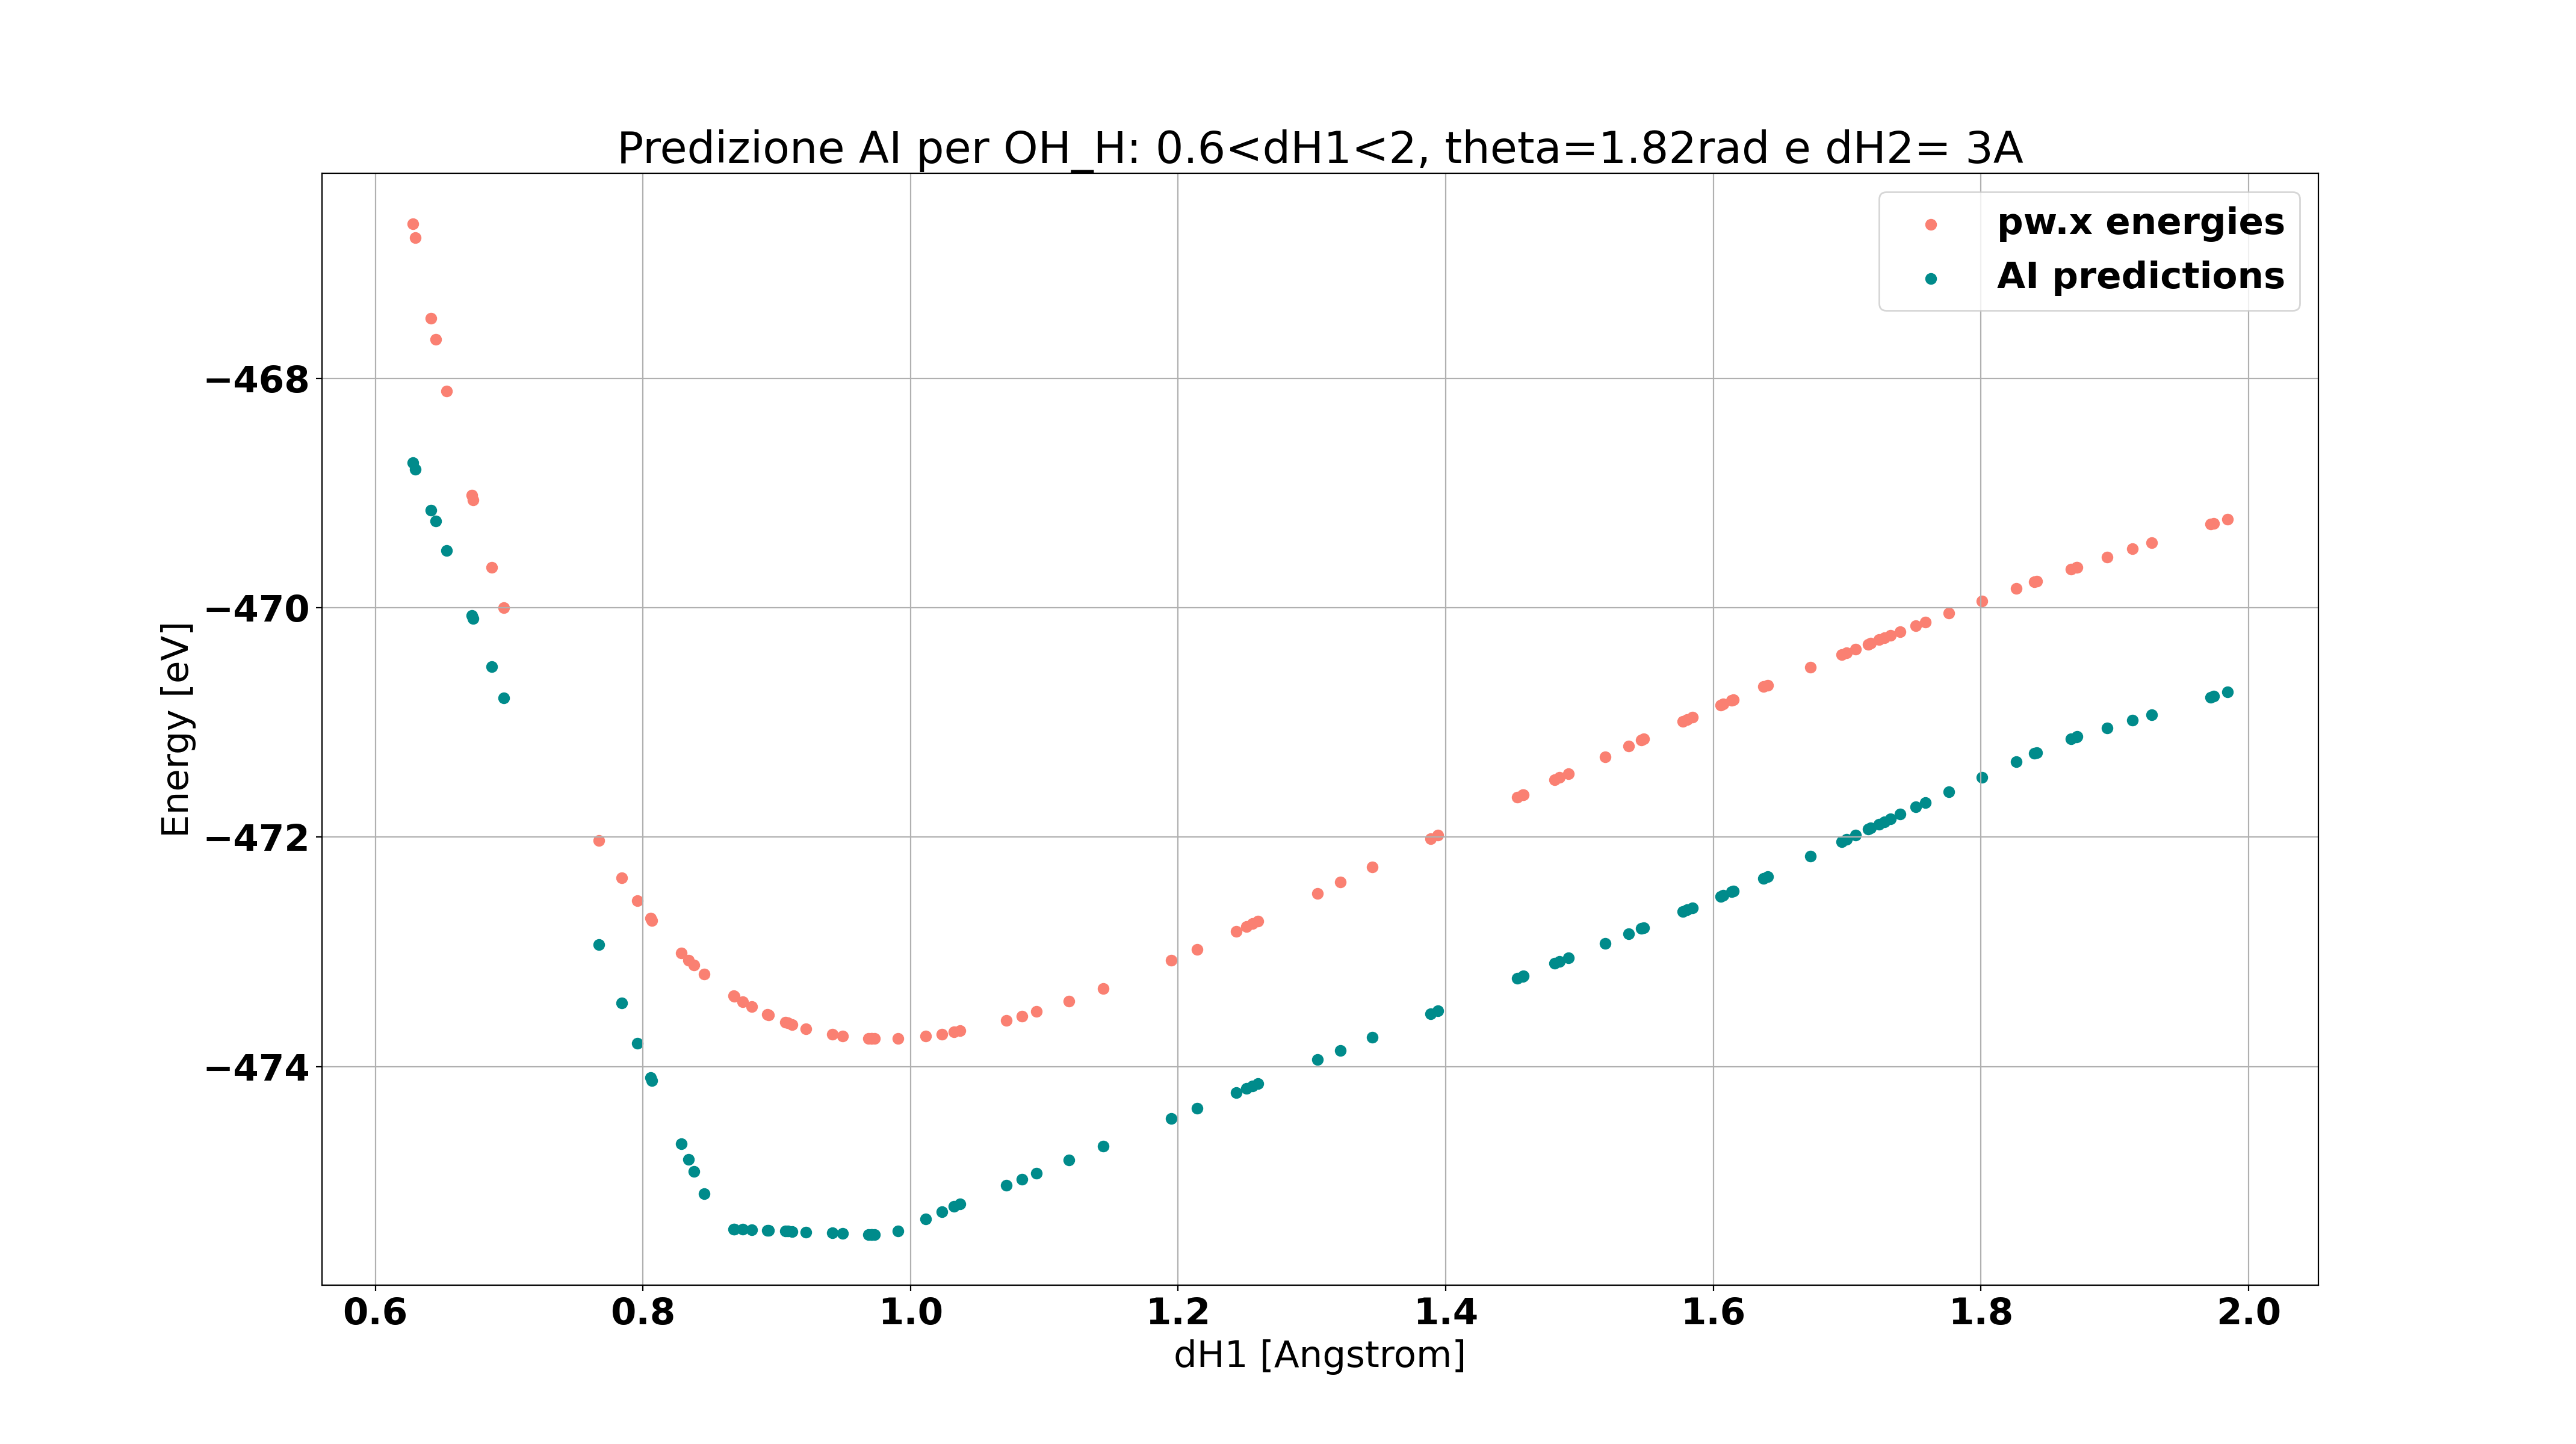 Predizione AI per OH_H: 0.6<dH1<2, theta=1.82rad e dH2= 3A
pw.x energies
AI predictions
Energy [eV]
−468
−470
−472
−474
0.6 0.8 1.0 1.2 1.4 1.6 1.8 2.0
dH1 [Angstrom]